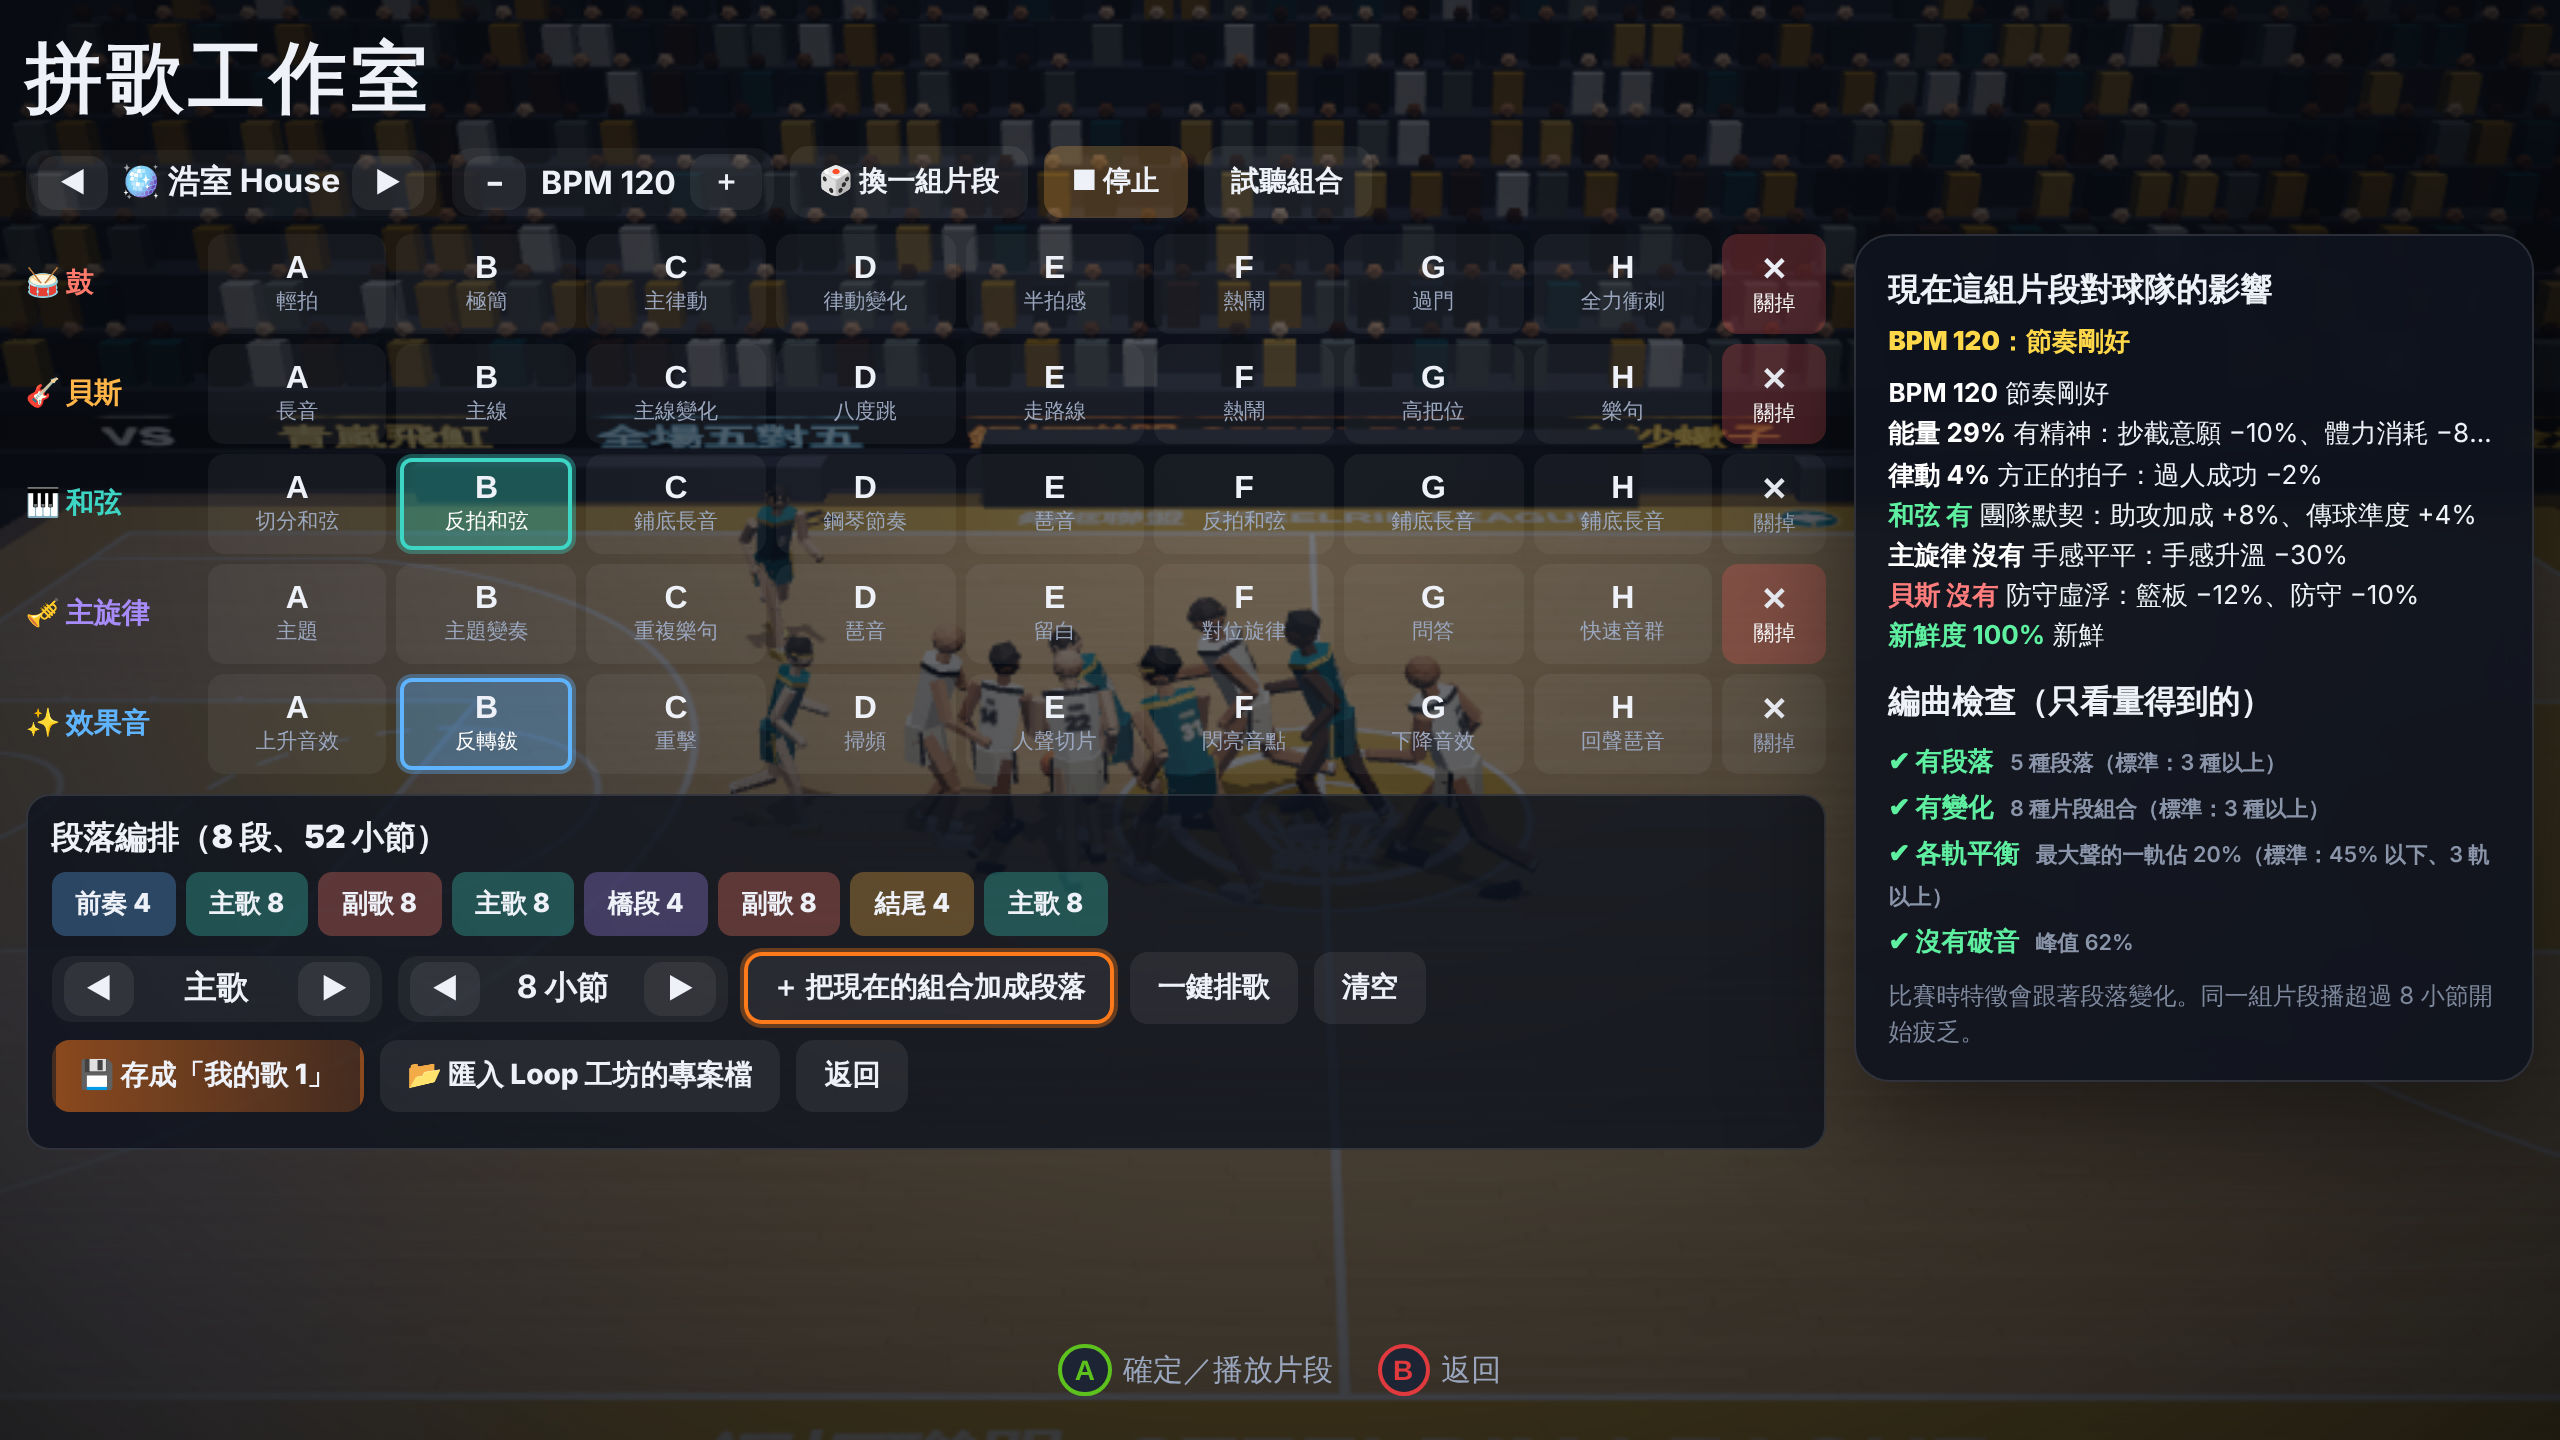 拼歌工作室
◀ 浩室 House ▶ − BPM 120 + 換一組片段 ■ 停止 試聽組合
鼓 A 輕拍 B 極簡 C 主律動 D 律動變化 E 半拍感 F 熱鬧 G 過門 H 全力衝刺 ✕ 關掉
貝斯 A 長音 B 主線 C 主線變化 D 八度跳 E 走路線 F 熱鬧 G 高把位 H 樂句 ✕ 關掉
VS 青嵐飛魟 全場五對五 沙蠍子
和弦 A 切分和弦 B 反拍和弦 C 鋪底長音 D 鋼琴節奏 E 琶音 F 反拍和弦 G 鋪底長音 H 鋪底長音 ✕ 關掉
主旋律 A 主題 B 主題變奏 C 重複樂句 D 琶音 E 留白 F 對位旋律 G 問答 H 快速音群 ✕ 關掉
效果音 A 上升音效 B 反轉鈸 C 重擊 D 掃頻 E 人聲切片 F 閃亮音點 G 下降音效 H 回聲琶音 ✕ 關掉
段落編排（8 段、52 小節）
前奏 4 主歌 8 副歌 8 主歌 8 橋段 4 副歌 8 結尾 4 主歌 8
◀ 主歌 ▶ ◀ 8 小節 ▶ + 把現在的組合加成段落 一鍵排歌 清空
存成「我的歌 1」 匯入 Loop 工坊的專案檔 返回
現在這組片段對球隊的影響
BPM 120：節奏剛好
BPM 120 節奏剛好
能量 29% 有精神：抄截意願 −10%、體力消耗 −8...
律動 4% 方正的拍子：過人成功 −2%
和弦 有 團隊默契：助攻加成 +8%、傳球準度 +4%
主旋律 沒有 手感平平：手感升溫 −30%
貝斯 沒有 防守虛浮：籃板 −12%、防守 −10%
新鮮度 100% 新鮮
編曲檢查（只看量得到的）
✔ 有段落 5 種段落（標準：3 種以上）
✔ 有變化 8 種片段組合（標準：3 種以上）
✔ 各軌平衡 最大聲的一軌佔 20%（標準：45% 以下、3 軌
以上）
✔ 沒有破音 峰值 62%
比賽時特徵會跟著段落變化。同一組片段播超過 8 小節開
始疲乏。
A 確定／播放片段 B 返回